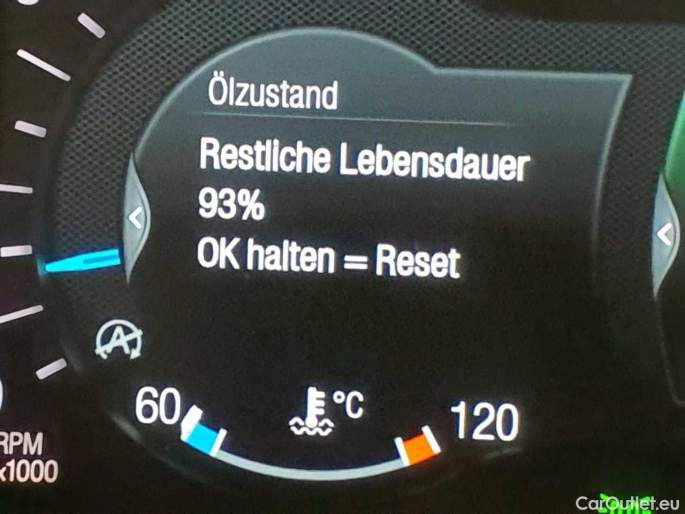 Ölzustand
Restliche Lebensdauer
93%
OK halten = Reset
A
60
°C
120
RPM
x1000
CarOutlet.eu